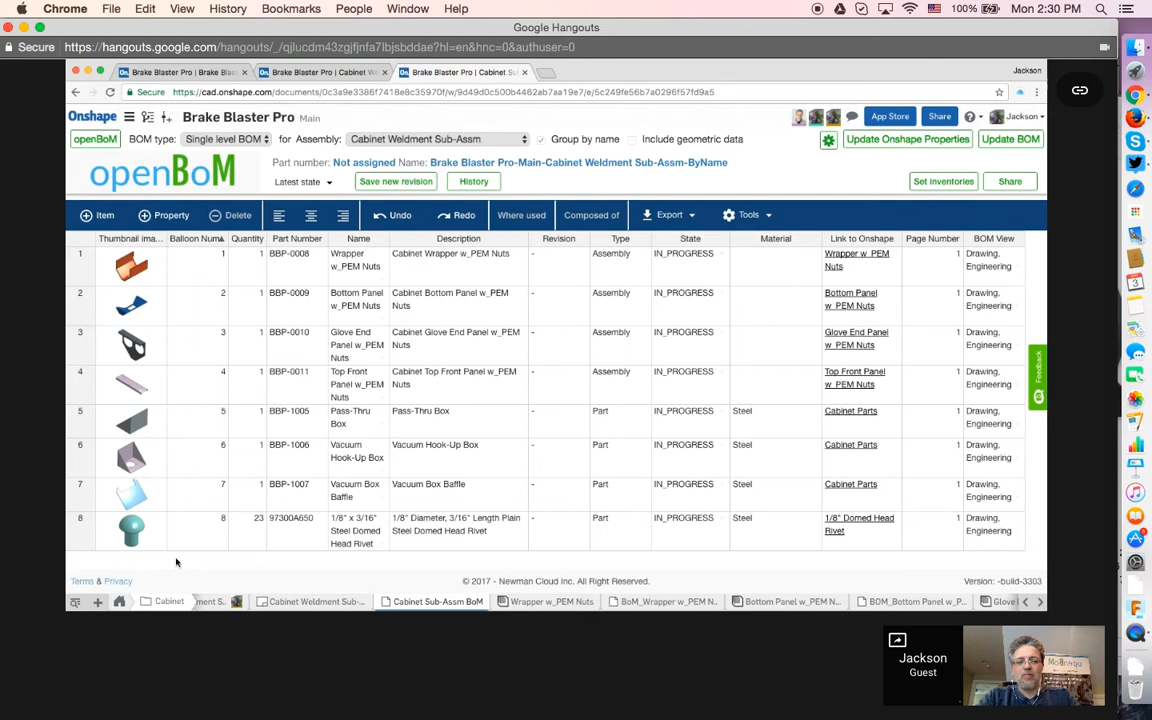 Chrome File Edit View History Bookmarks People Window Help 100% Mon 2:30 PM
Google Hangouts
Secure https://hangouts.google.com/hangouts/_/qjlucdm43zgjfjnfa7lbjsbddae?hl=en&hnc=0&authuser=0
Brake Blaster Pro | Brake Blas Brake Blaster Pro | Cabinet We Brake Blaster Pro | Cabinet Su Jackson
Secure https://cad.onshape.com/documents/0c3a9e3386f7418e8c35970f/w/9d49d0c500b4462ab7aa19e7/e/5c249fe56b7a0296f57fd9a5
Onshape Brake Blaster Pro Main App Store Share Jackson
openBoM BOM type: Single level BOM for Assembly: Cabinet Weldment Sub-Assm Group by name Include geometric data Update Onshape Properties Update BOM
openBoM
Part number: Not assigned Name: Brake Blaster Pro-Main-Cabinet Weldment Sub-Assm-ByName
Latest state Save new revision History Set inventories Share
Item Property Delete Undo Redo Where used Composed of Export Tools
Thumbnail ima... Balloon Num Quantity Part Number Name Description Revision Type State Material Link to Onshape Page Number BOM View
1 1 1 BBP-0008 Wrapper w_PEM Nuts Cabinet Wrapper w_PEM Nuts - Assembly IN_PROGRESS Wrapper w_PEM Nuts 1 Drawing, Engineering
2 2 1 BBP-0009 Bottom Panel w_PEM Nuts Cabinet Bottom Panel w_PEM Nuts - Assembly IN_PROGRESS Bottom Panel w_PEM Nuts 1 Drawing, Engineering
3 3 1 BBP-0010 Glove End Panel w_PEM Nuts Cabinet Glove End Panel w_PEM Nuts - Assembly IN_PROGRESS Glove End Panel w_PEM Nuts 1 Drawing, Engineering
4 4 1 BBP-0011 Top Front Panel w_PEM Nuts Cabinet Top Front Panel w_PEM Nuts - Assembly IN_PROGRESS Top Front Panel w_PEM Nuts 1 Drawing, Engineering
5 5 1 BBP-1005 Pass-Thru Box Pass-Thru Box - Part IN_PROGRESS Steel Cabinet Parts 1 Drawing, Engineering
6 6 1 BBP-1006 Vacuum Hook-Up Box Vacuum Hook-Up Box - Part IN_PROGRESS Steel Cabinet Parts 1 Drawing, Engineering
7 7 1 BBP-1007 Vacuum Box Baffle Vacuum Box Baffle - Part IN_PROGRESS Steel Cabinet Parts 1 Drawing, Engineering
8 8 23 97300A650 1/8" x 3/16" Steel Domed Head Rivet 1/8" Diameter, 3/16" Length Plain Steel Domed Head Rivet - Part IN_PROGRESS Steel 1/8" Domed Head Rivet 1 Drawing, Engineering
Feedback
Terms & Privacy © 2017 - Newman Cloud Inc. All Right Reserved. Version: -build-3303
Cabinet ment S... Cabinet Weldment Sub-... Cabinet Sub-Assm BoM Wrapper w_PEM Nuts BoM_Wrapper w_PEM N... Bottom Panel w_PEM N... BOM_Bottom Panel w_P... Glove
Jackson
Guest